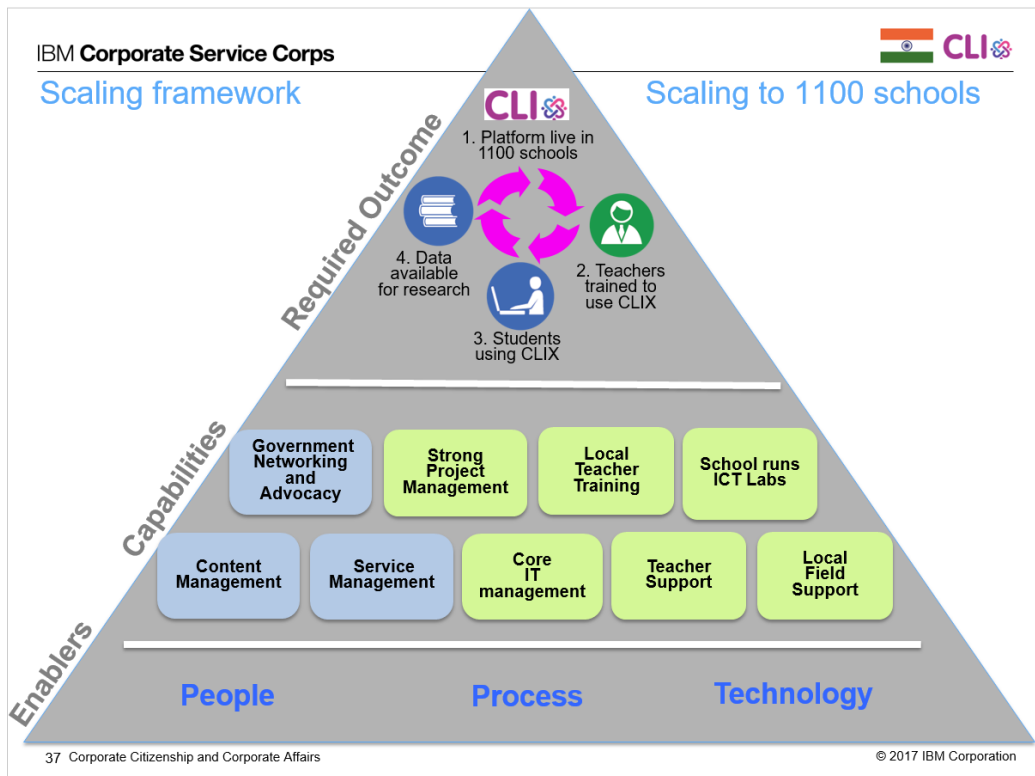 IBM Corporate Service Corps
CLI
Scaling framework
Scaling to 1100 schools
Required Outcome
CLI
1. Platform live in
1100 schools
2. Teachers
trained to
use CLIX
3. Students
using CLIX
4. Data
available
for research
Capabilities
Government
Networking
and
Advocacy
Strong
Project
Management
Local
Teacher
Training
School runs
ICT Labs
Content
Management
Service
Management
Core
IT
management
Teacher
Support
Local
Field
Support
Enablers
People
Process
Technology
37 Corporate Citizenship and Corporate Affairs
© 2017 IBM Corporation